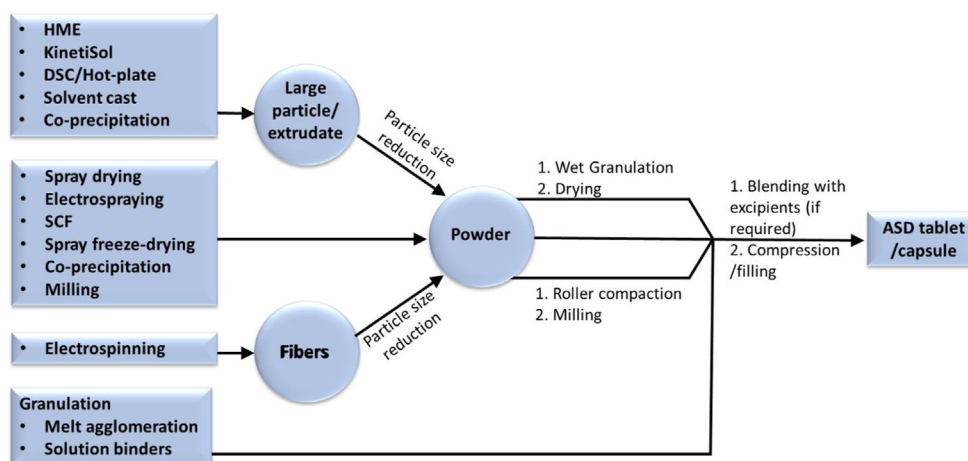 • HME
• KinetiSol
• DSC/Hot-plate
• Solvent cast
• Co-precipitation
Large
particle/
extrudate
Particle size
reduction
• Spray drying
• Electrospraying
• SCF
• Spray freeze-drying
• Co-precipitation
• Milling
Powder
1. Wet Granulation
2. Drying
1. Roller compaction
2. Milling
1. Blending with
excipients (if
required)
2. Compression
/filling
ASD tablet
/capsule
• Electrospinning
Fibers
Particle size
reduction
Granulation
• Melt agglomeration
• Solution binders